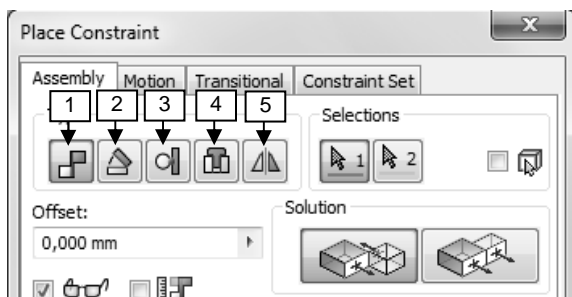 Place Constraint
X
Assembly Motion Transitional Constraint Set
1 2 3 4 5
Selections
1 2
Offset:
Solution
0,000 mm